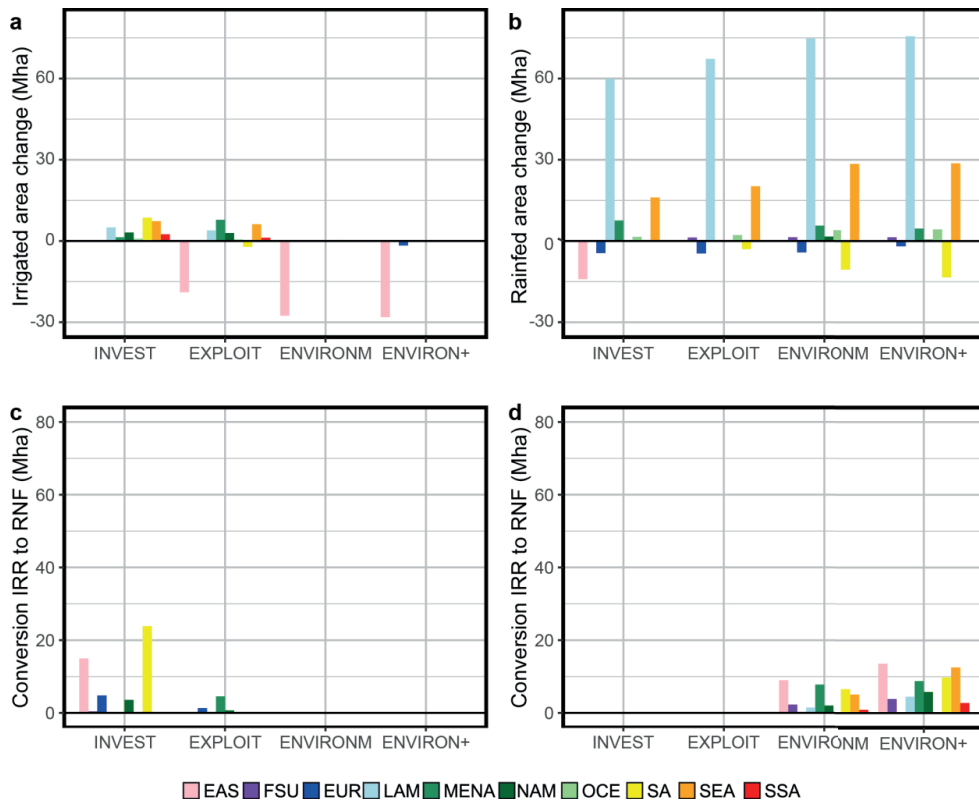 a
Irrigated area change (Mha)
60
30
0
-30
INVEST EXPLOIT ENVIRONM ENVIRON+
b
Rainfed area change (Mha)
60
30
0
-30
INVEST EXPLOIT ENVIRONM ENVIRON+
c
Conversion IRR to RNF (Mha)
80
60
40
20
0
INVEST EXPLOIT ENVIRONM ENVIRON+
d
Conversion IRR to RNF (Mha)
80
60
40
20
0
INVEST EXPLOIT ENVIRONM ENVIRON+
EAS FSU EUR LAM MENA NAM OCE SA SEA SSA